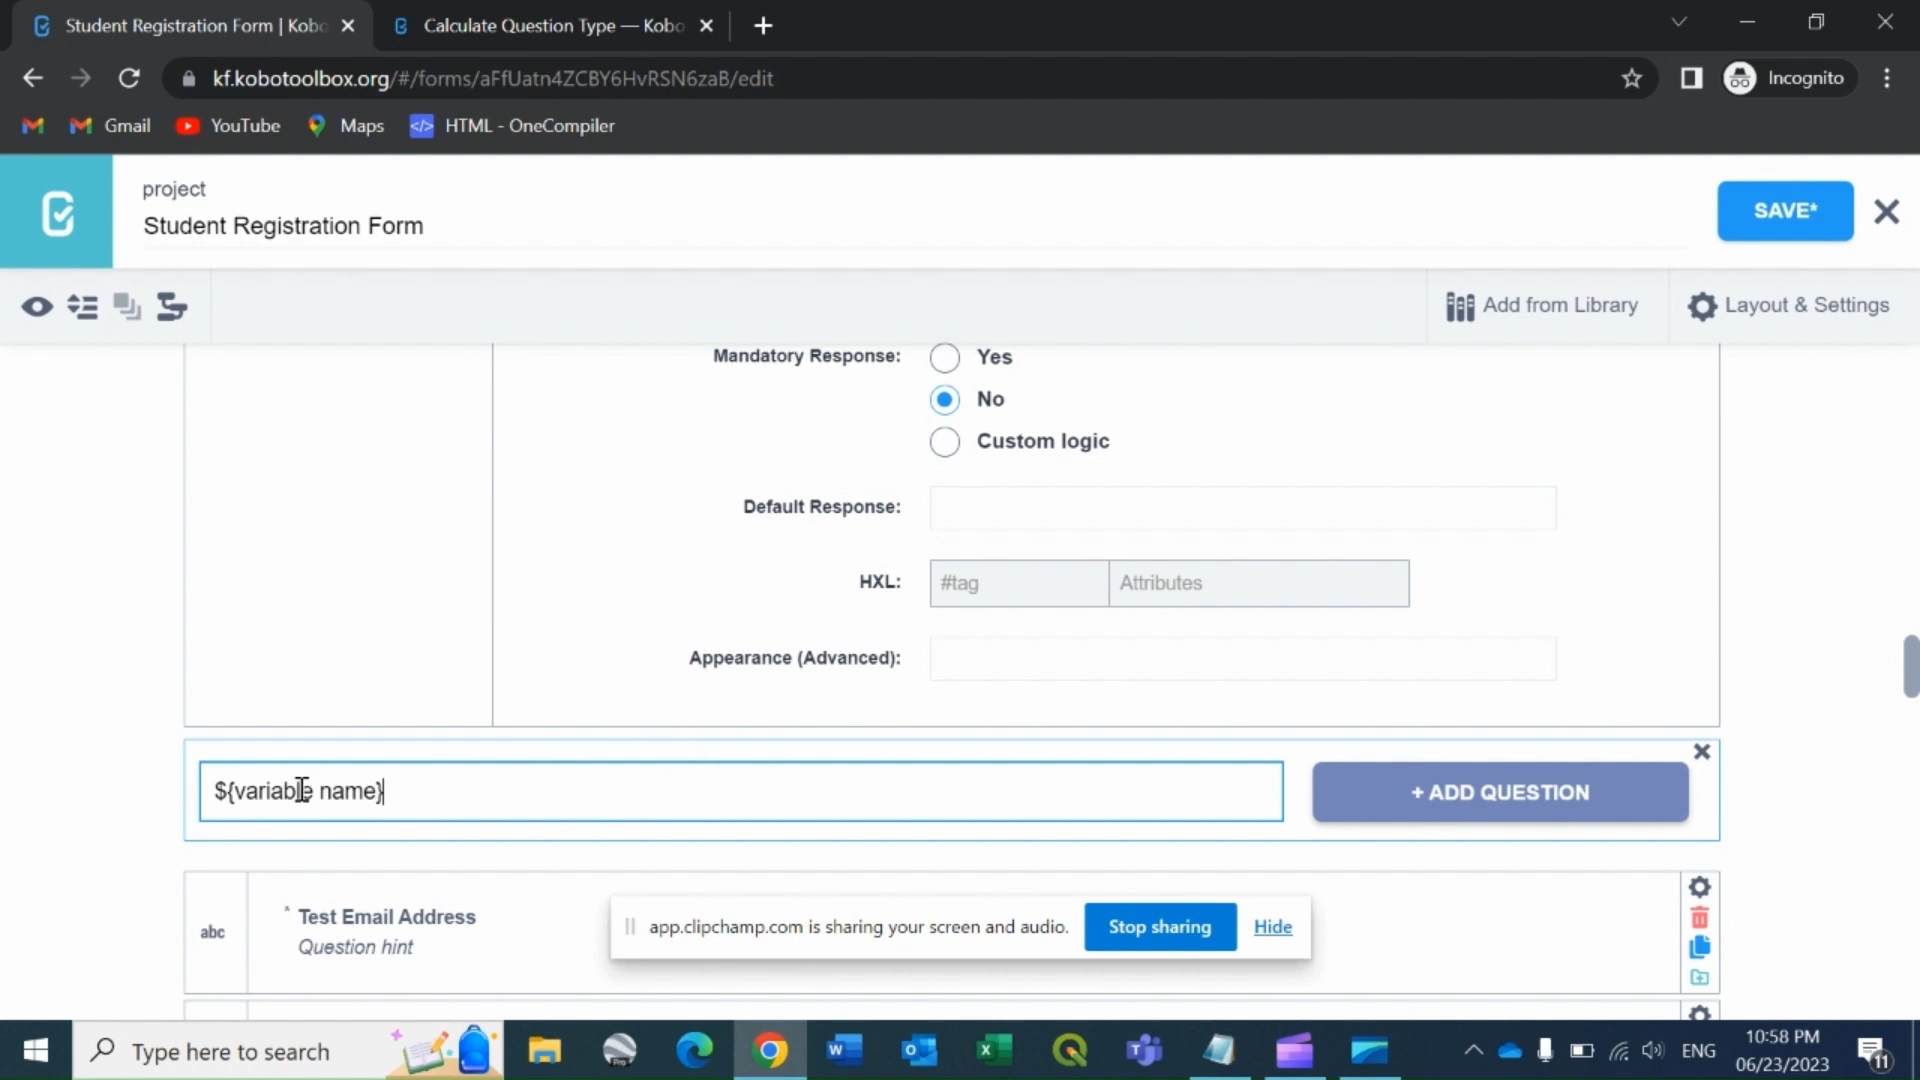 Student Registration Form | Kobo
Calculate Question Type — Kobo
kf.kobotoolbox.org/#/forms/aFfUatn4ZCBY6HvRSN6zaB/edit
Incognito
Gmail
YouTube
Maps
HTML - OneCompiler
project
Student Registration Form
SAVE*
Add from Library
Layout & Settings
Mandatory Response:
Yes
No
Custom logic
Default Response:
HXL:
#tag
Attributes
Appearance (Advanced):
${variable name}
+ ADD QUESTION
abc
* Test Email Address
Question hint
app.clipchamp.com is sharing your screen and audio.
Stop sharing
Hide
Type here to search
Pro
ENG
10:58 PM
06/23/2023
11